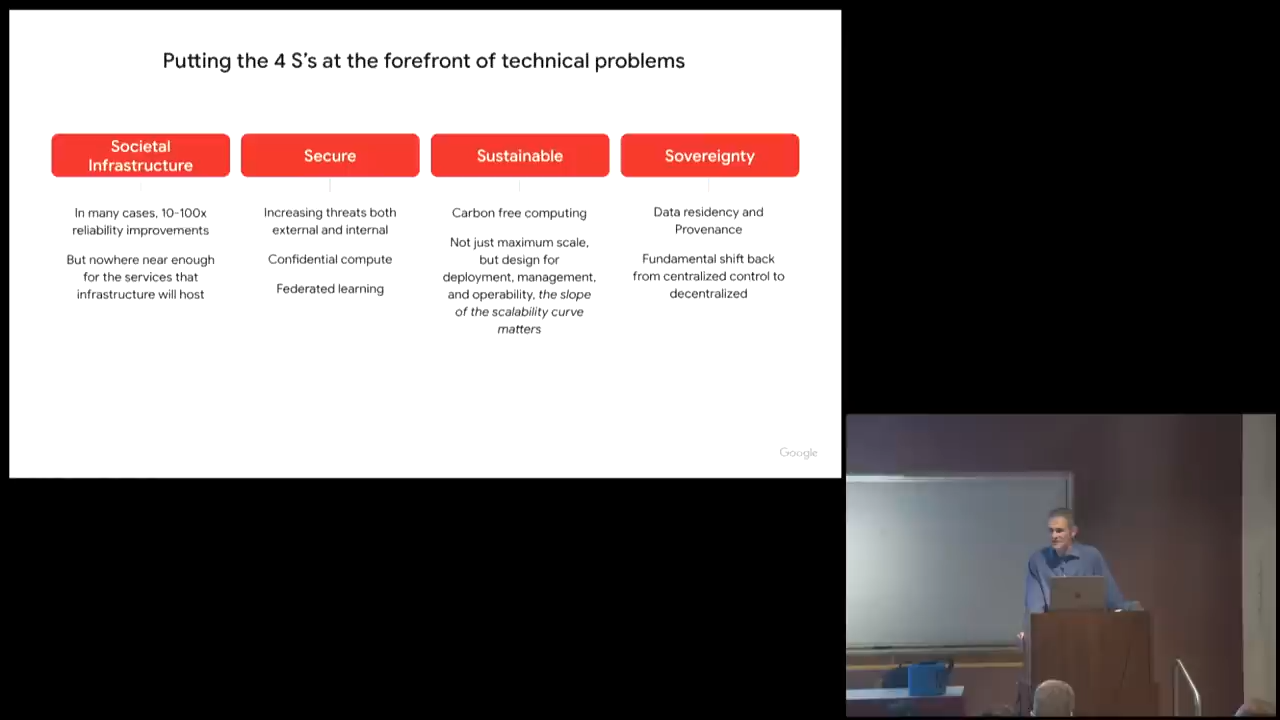 Putting the 4 S's at the forefront of technical problems
Societal
Infrastructure
In many cases, 10-100x
reliability improvements
But nowhere near enough
for the services that
infrastructure will host
Secure
Increasing threats both
external and internal
Confidential compute
Federated learning
Sustainable
Carbon free computing
Not just maximum scale,
but design for
deployment, management,
and operability, the slope
of the scalability curve
matters
Sovereignty
Data residency and
Provenance
Fundamental shift back
from centralized control to
decentralized
Google